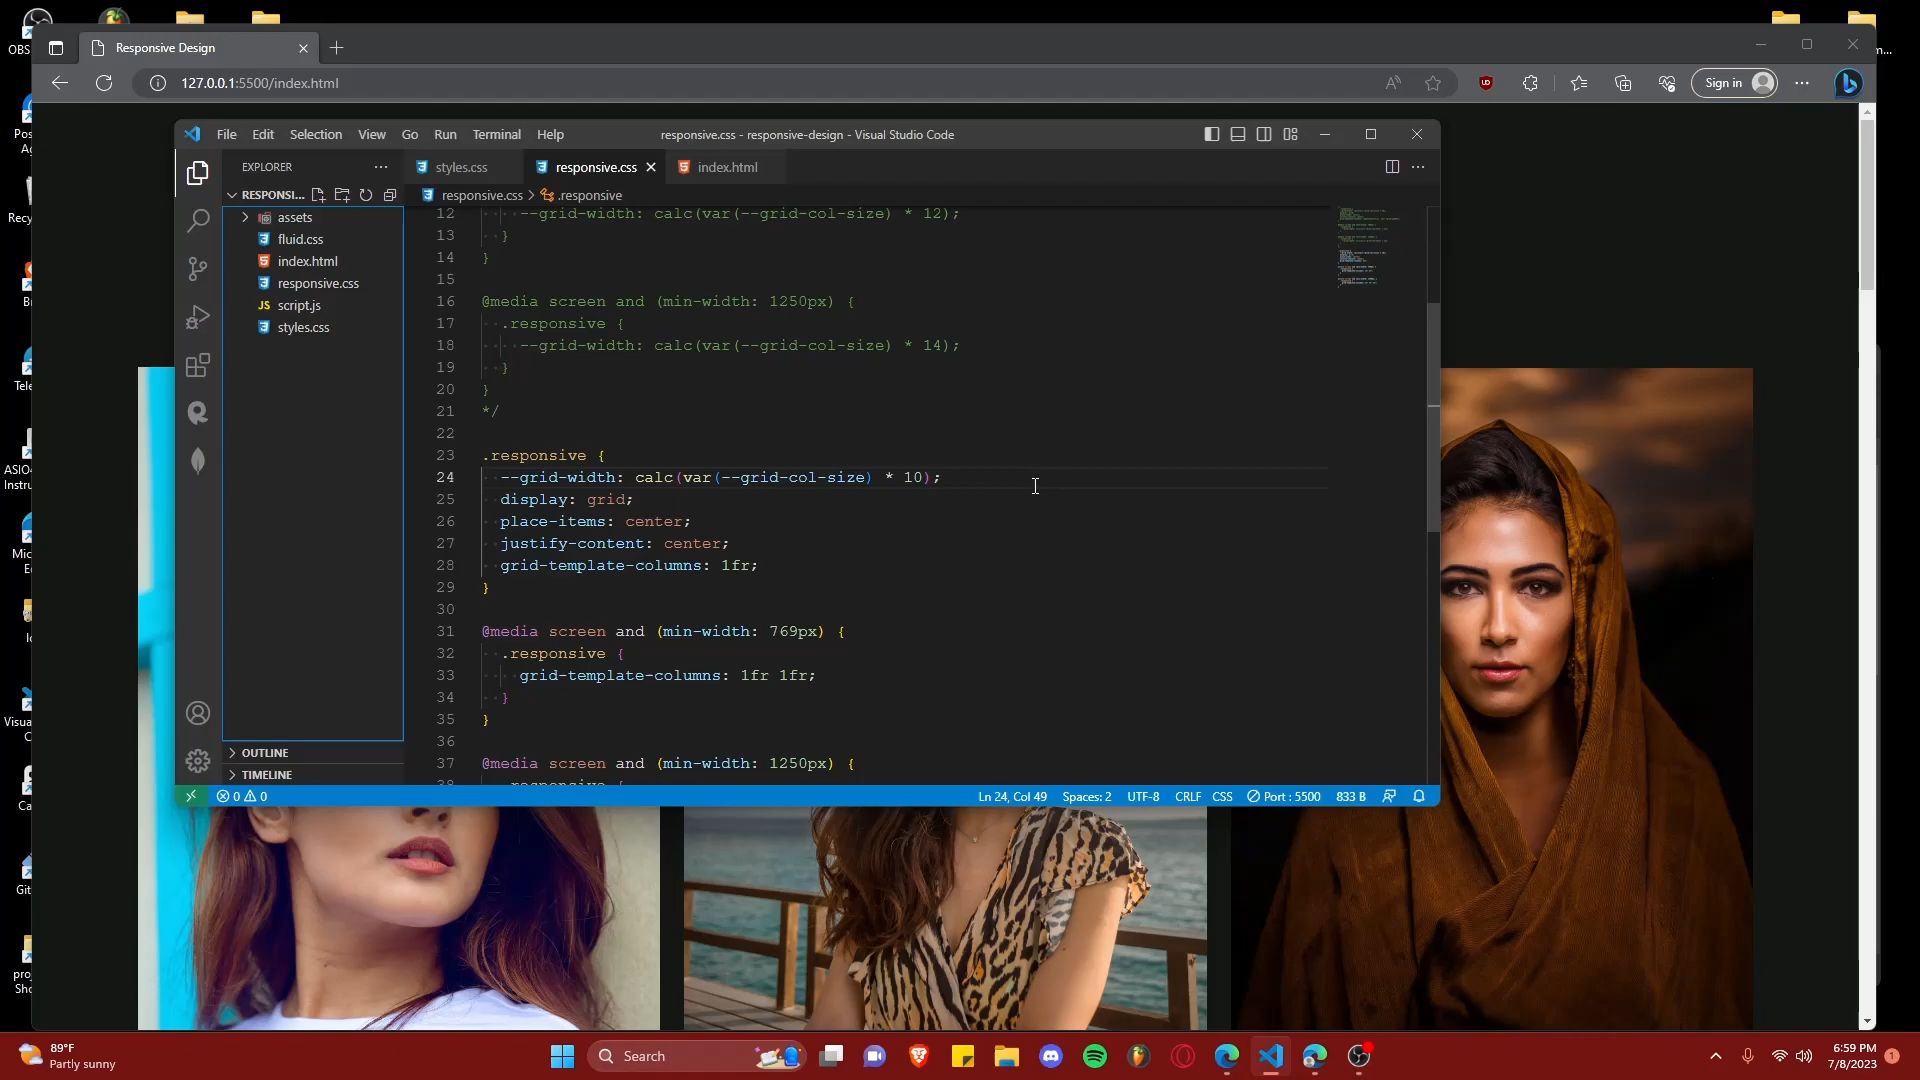 OBS
Responsive Design
127.0.0.1:5500/index.html
Sign in
File Edit Selection View Go Run Terminal Help
responsive.css - responsive-design - Visual Studio Code
EXPLORER
styles.css
responsive.css
index.html
RESPONSI...
responsive.css > .responsive
assets
fluid.css
index.html
responsive.css
script.js
styles.css
OUTLINE
TIMELINE
12 --grid-width: calc(var(--grid-col-size) * 12);
13 }
14 }
15
16 @media screen and (min-width: 1250px) {
17 .responsive {
18 --grid-width: calc(var(--grid-col-size) * 14);
19 }
20 }
21 */
22
23 .responsive {
24 --grid-width: calc(var(--grid-col-size) * 10);
25 display: grid;
26 place-items: center;
27 justify-content: center;
28 grid-template-columns: 1fr;
29 }
30
31 @media screen and (min-width: 769px) {
32 .responsive {
33 grid-template-columns: 1fr 1fr;
34 }
35 }
36
37 @media screen and (min-width: 1250px) {
0 0
Ln 24, Col 49 Spaces: 2 UTF-8 CRLF CSS Port : 5500 833 B
89°F
Partly sunny
Search
6:59 PM
7/8/2023
1